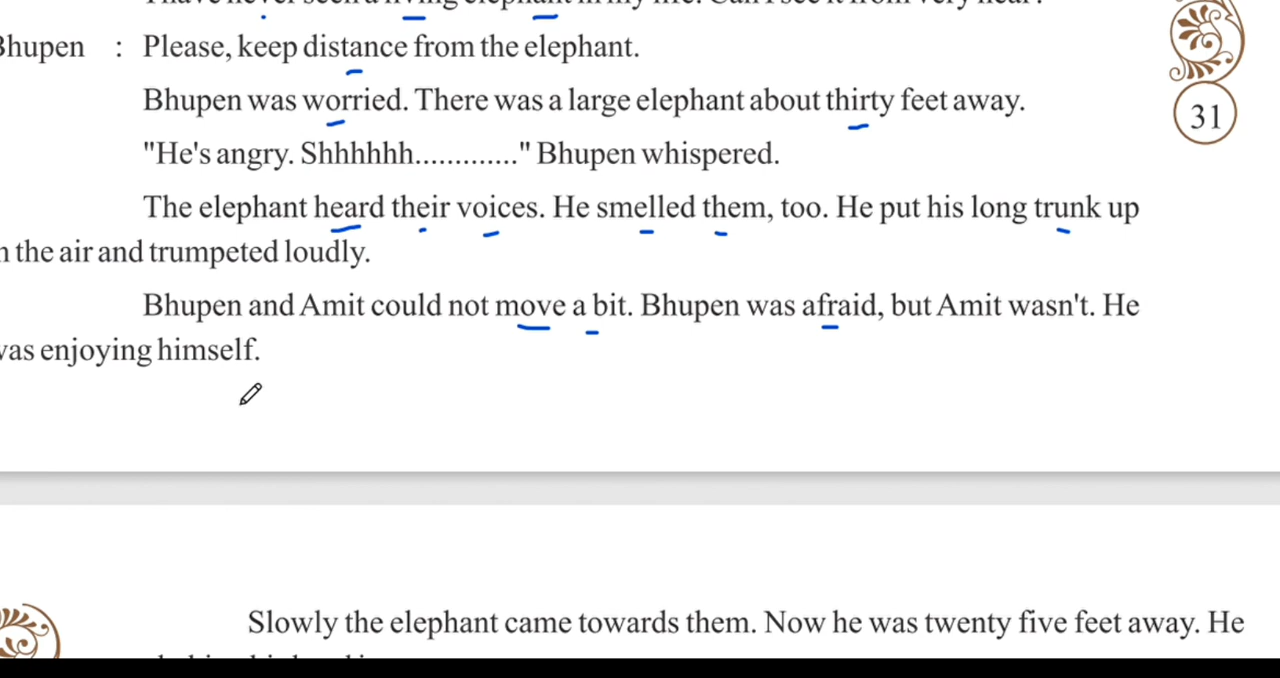 Bhupen : Please, keep distance from the elephant.
Bhupen was worried. There was a large elephant about thirty feet away.
31
"He's angry. Shhhhhh............." Bhupen whispered.
The elephant heard their voices. He smelled them, too. He put his long trunk up
the air and trumpeted loudly.
Bhupen and Amit could not move a bit. Bhupen was afraid, but Amit wasn't. He
was enjoying himself.
Slowly the elephant came towards them. Now he was twenty five feet away. He